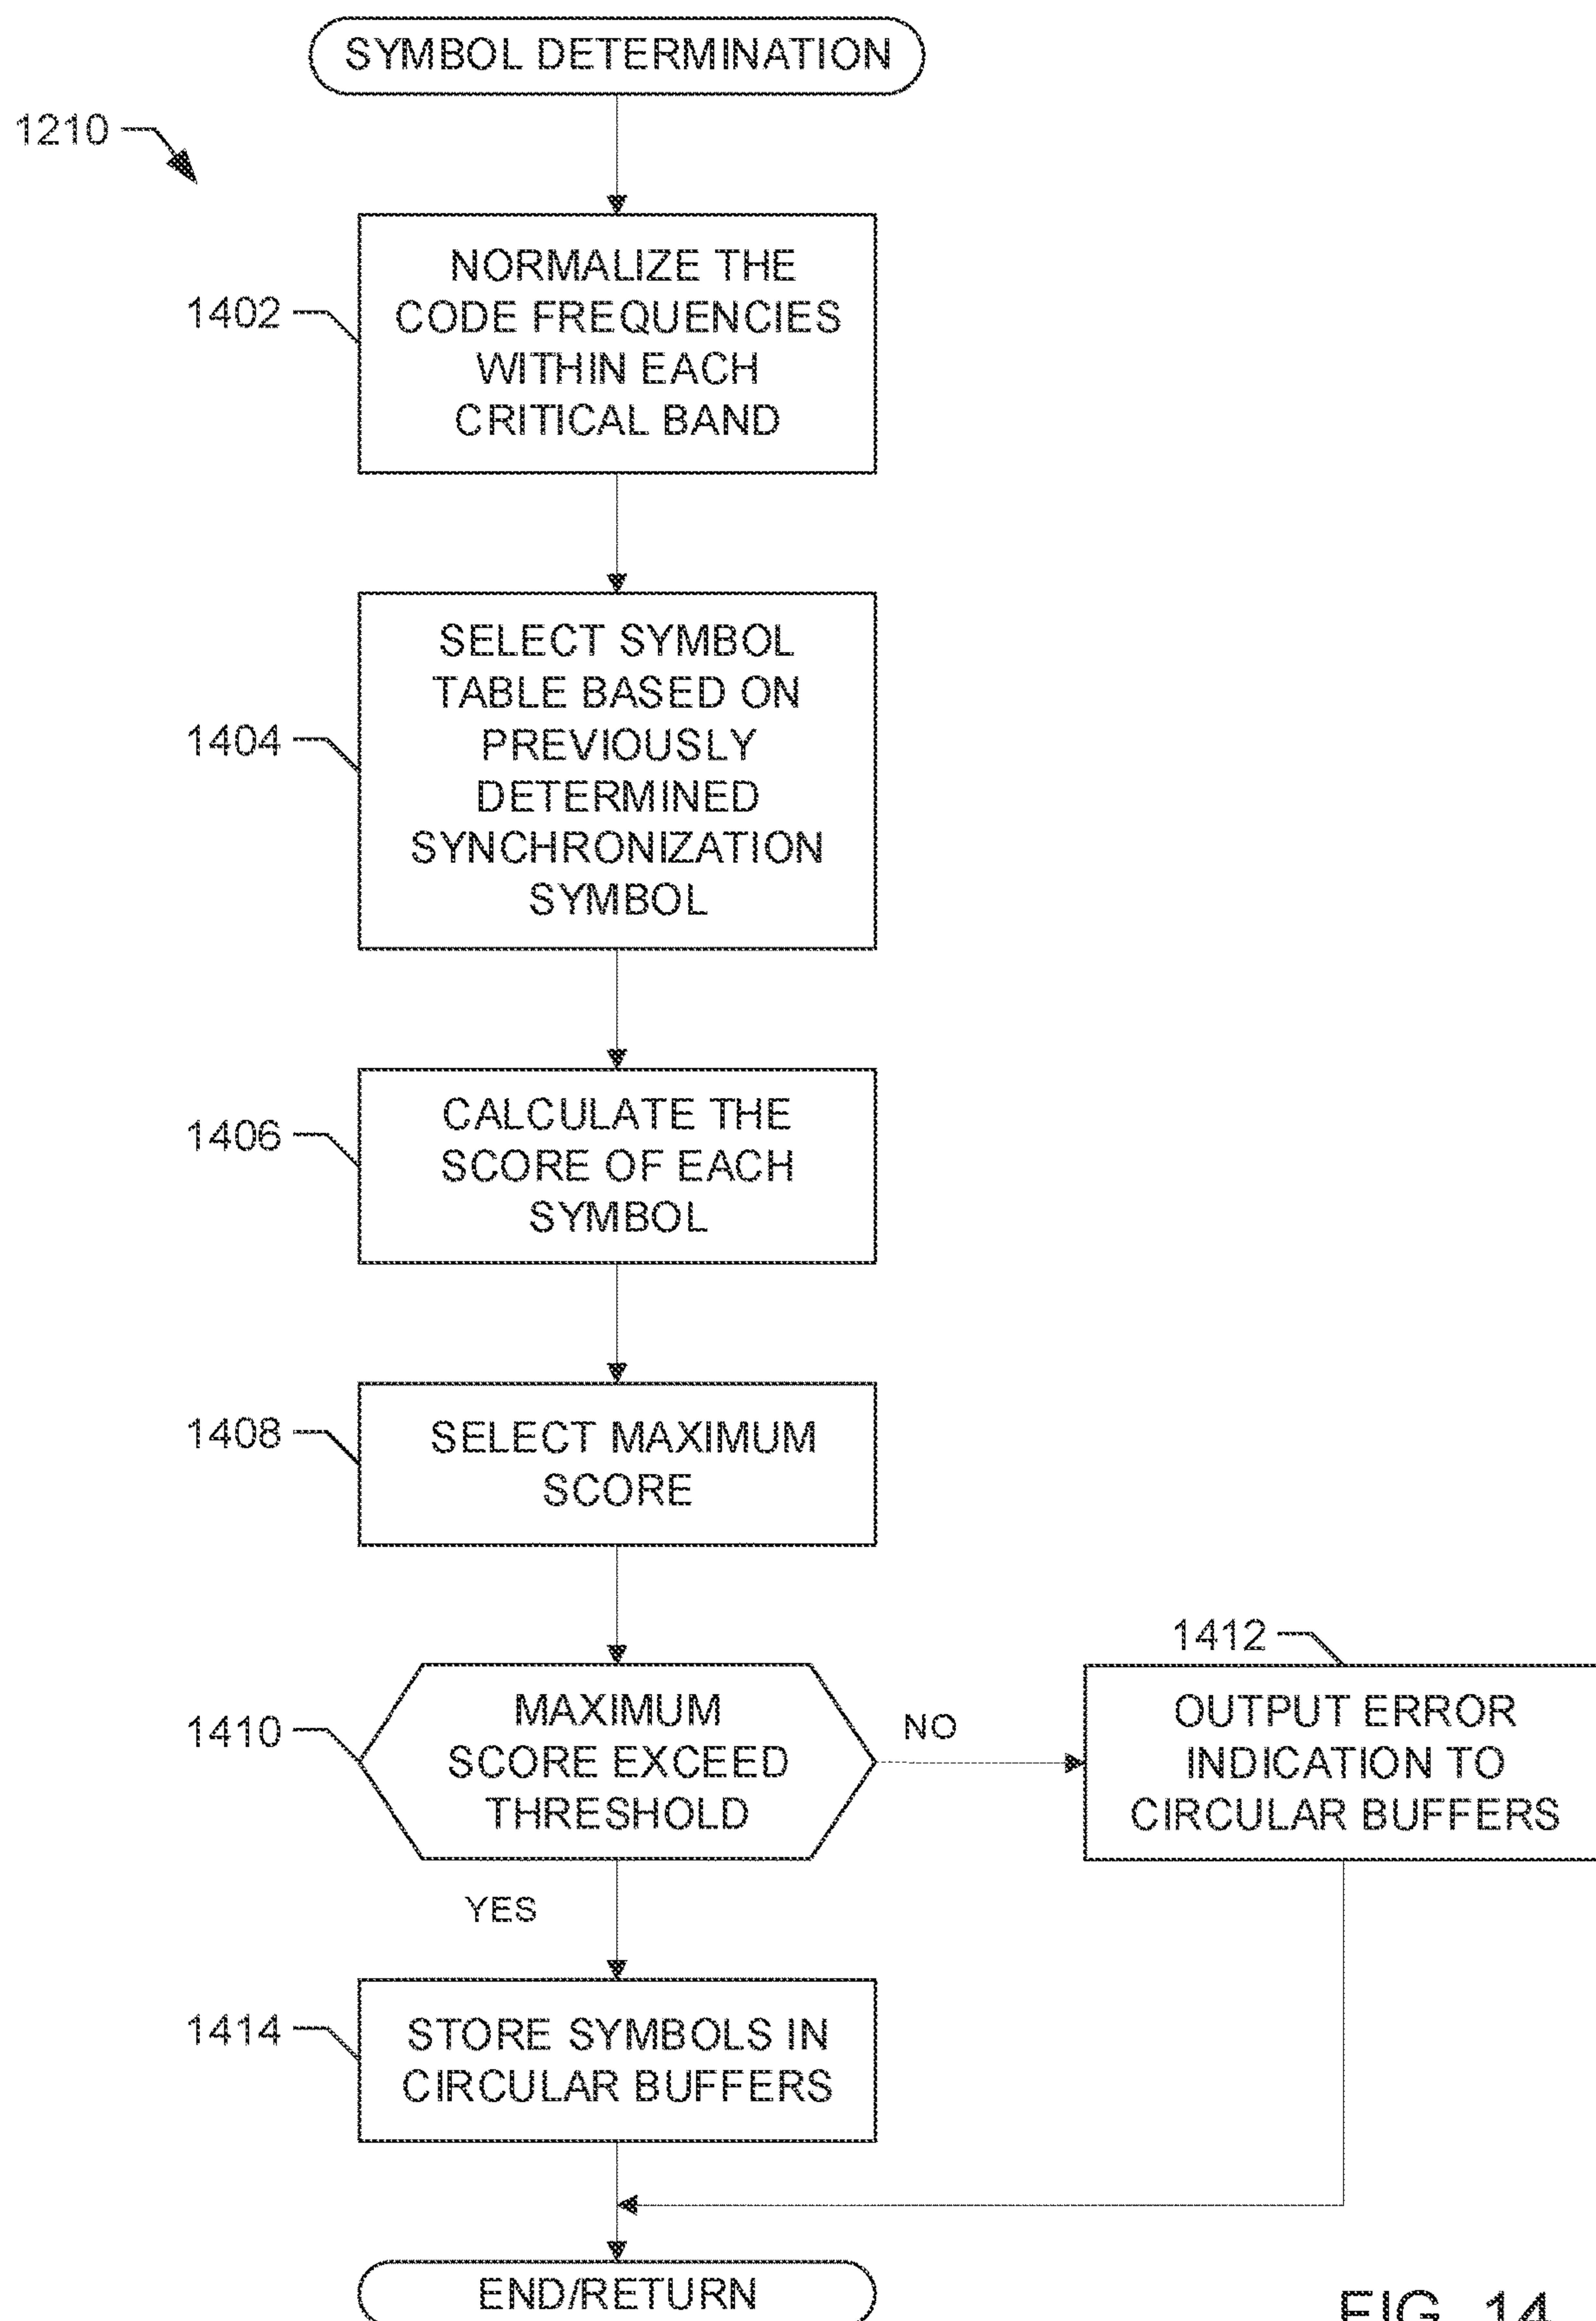 SYMBOL DETERMINATION
1210
NORMALIZE THE
CODE FREQUENCIES
WITHIN EACH
CRITICAL BAND
1402
SELECT SYMBOL
TABLE BASED ON
PREVIOUSLY
DETERMINED
SYNCHRONIZATION
SYMBOL
1404
CALCULATE THE
SCORE OF EACH
SYMBOL
1406
SELECT MAXIMUM
SCORE
1408
MAXIMUM
SCORE EXCEED
THRESHOLD
1410
NO
1412
OUTPUT ERROR
INDICATION TO
CIRCULAR BUFFERS
YES
STORE SYMBOLS IN
CIRCULAR BUFFERS
1414
END/RETURN
FIG. 14